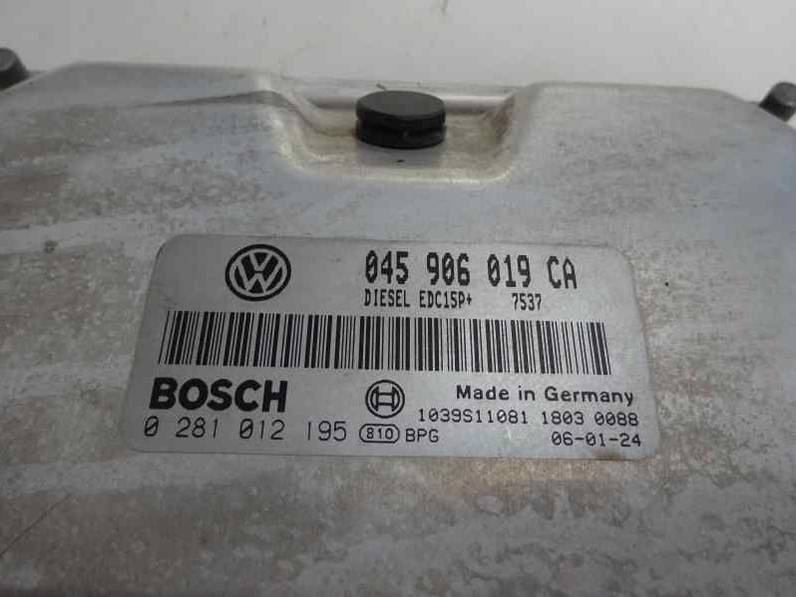 045 906 019 CA
DIESEL EDC15P+ 7537
BOSCH
Made in Germany
1039S11081 1803 0088
0 281 012 195 810 BPG 06-01-24